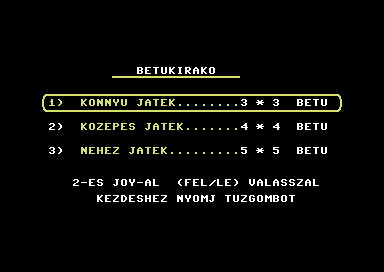 BETUKIRAKO
1) KONNYU JATEK........3 * 3 BETU
2) KOZEPES JATEK.......4 * 4 BETU
3) NEHEZ JATEK.........5 * 5 BETU
2-ES JOY-AL (FEL/LE) VALASSZAL
KEZDESHEZ NYOMJ TUZGOMBOT